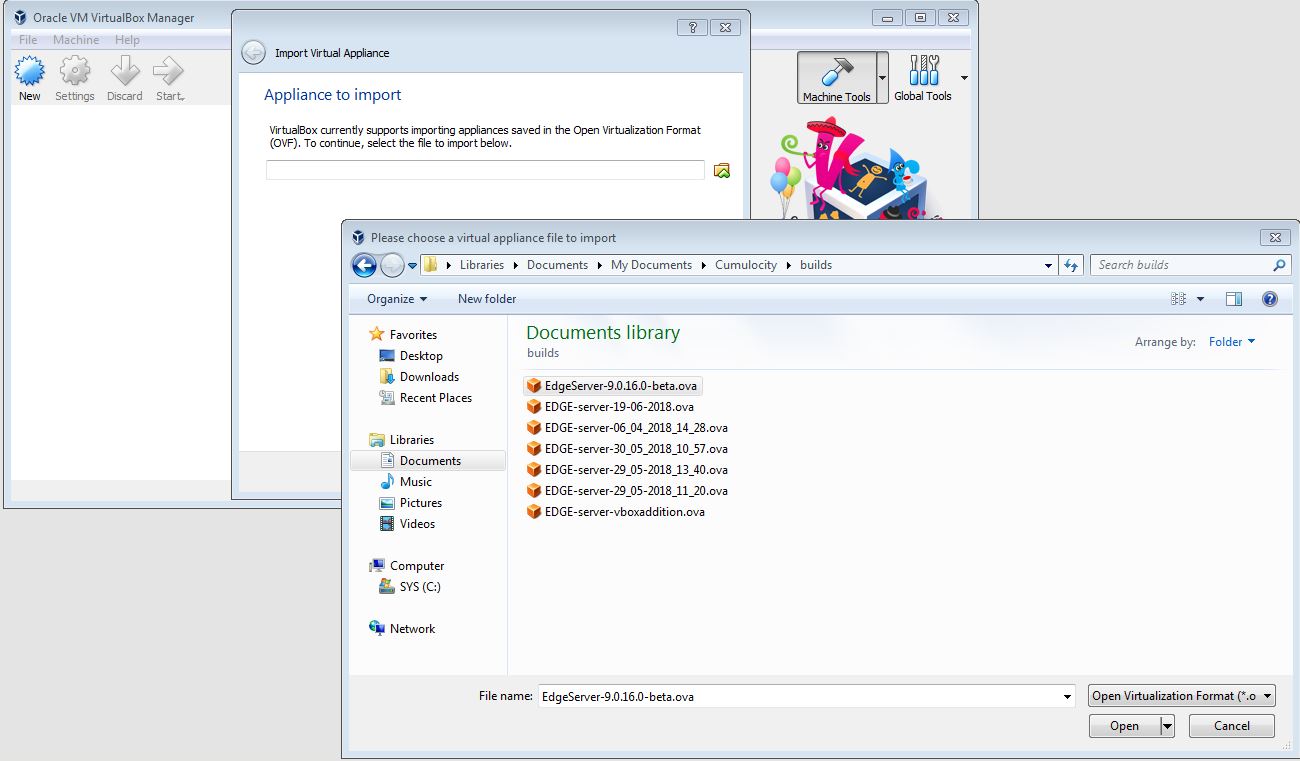 Oracle VM VirtualBox Manager
File Machine Help
New Settings Discard Start
?
Import Virtual Appliance
Appliance to import
VirtualBox currently supports importing appliances saved in the Open Virtualization Format
(OVF). To continue, select the file to import below.
Machine Tools Global Tools
Please choose a virtual appliance file to import
Libraries Documents My Documents Cumulocity builds
Search builds
Organize New folder
?
Favorites
Desktop
Downloads
Recent Places
Libraries
Documents
Music
Pictures
Videos
Computer
SYS (C:)
Network
Documents library
builds
Arrange by: Folder
EdgeServer-9.0.16.0-beta.ova
EDGE-server-19-06-2018.ova
EDGE-server-06_04_2018_14_28.ova
EDGE-server-30_05-2018_10_57.ova
EDGE-server-29_05-2018_13_40.ova
EDGE-server-29_05-2018_11_20.ova
EDGE-server-vboxaddition.ova
File name: EdgeServer-9.0.16.0-beta.ova
Open Virtualization Format (*.o
Open Cancel